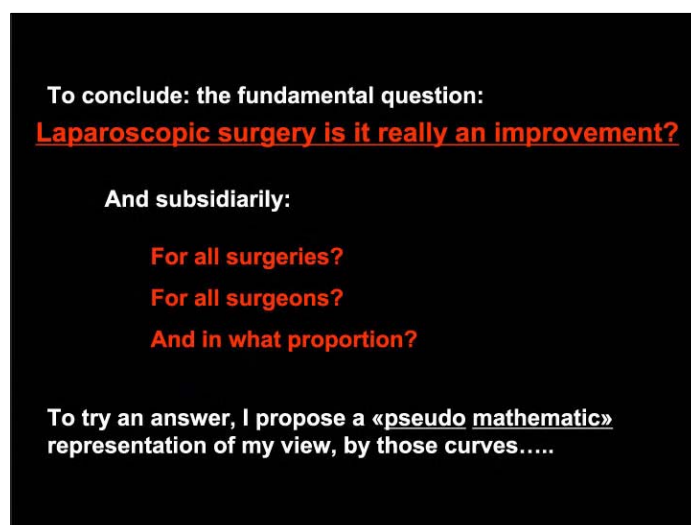 To conclude: the fundamental question:
Laparoscopic surgery is it really an improvement?
And subsidiarily:
For all surgeries?
For all surgeons?
And in what proportion?
To try an answer, I propose a «pseudo mathematic»
representation of my view, by those curves.....